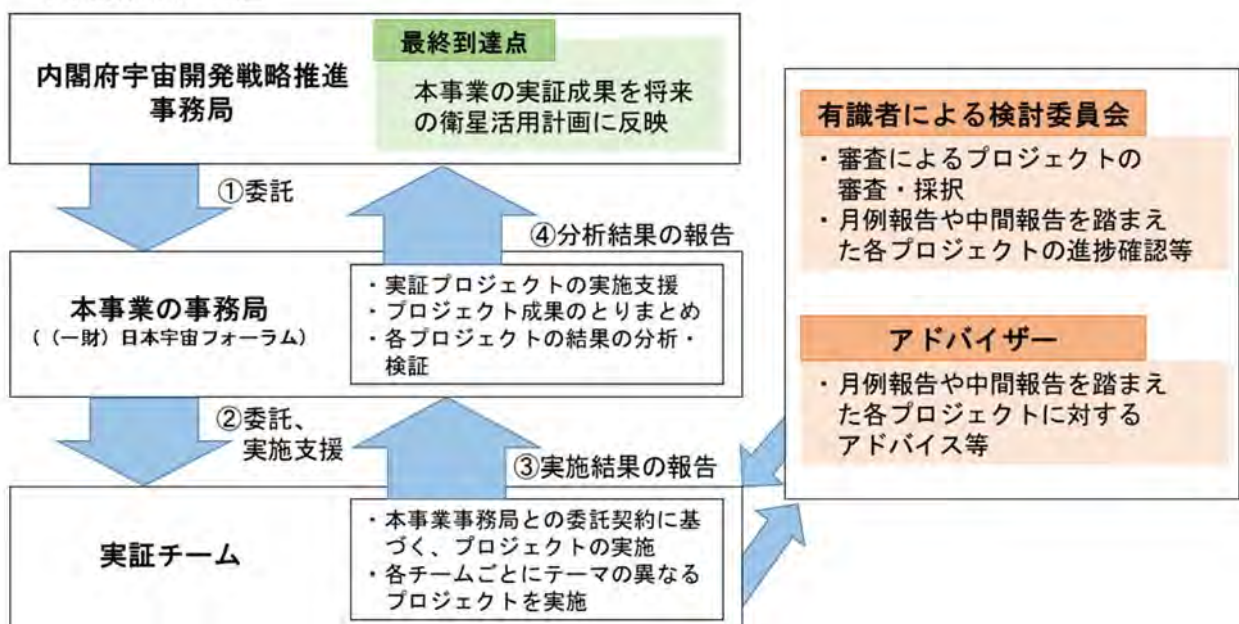 内閣府宇宙開発戦略推進
事務局
最終到達点
本事業の実証成果を将来
の衛星活用計画に反映
①委託
④分析結果の報告
本事業の事務局
((一財)日本宇宙フォーラム)
・実証プロジェクトの実施支援
・プロジェクト成果のとりまとめ
・各プロジェクトの結果の分析・
検証
②委託、
実施支援
③実施結果の報告
実証チーム
・本事業事務局との委託契約に基
づく、プロジェクトの実施
・各チームごとにテーマの異なる
プロジェクトを実施
有識者による検討委員会
・審査によるプロジェクトの
審査・採択
・月例報告や中間報告を踏まえ
た各プロジェクトの進捗確認等
アドバイザー
・月例報告や中間報告を踏まえ
た各プロジェクトに対する
アドバイス等